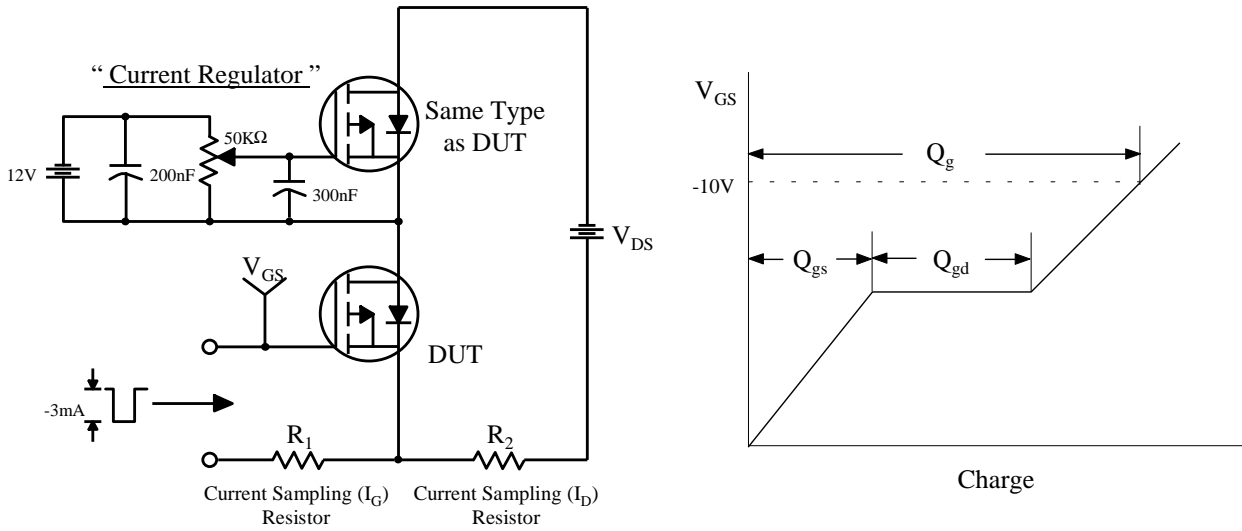 “ Current Regulator ”
Same Type
as DUT
50KΩ
12V
200nF
300nF
V_DS
V_GS
DUT
-3mA
R_1
R_2
Current Sampling (I_G)
Resistor
Current Sampling (I_D)
Resistor
V_GS
Q_g
-10V
Q_gs
Q_gd
Charge